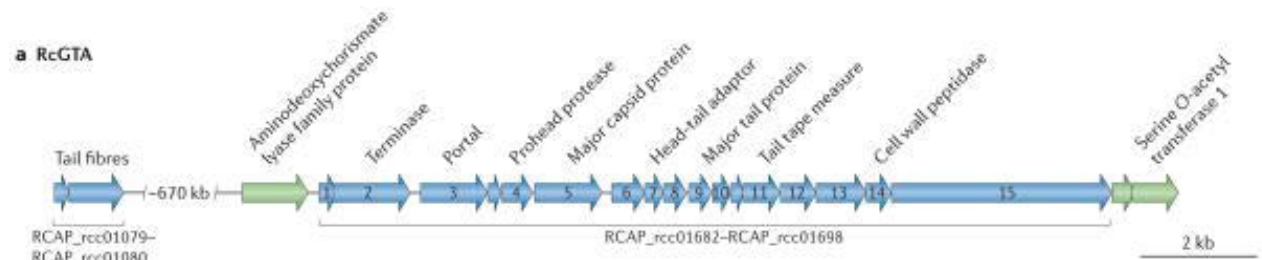 a RcGTA
Tail fibres
Aminodeoxychorismate
lyase family protein
Terminase
Portal
Prohead protease
Major capsid protein
Head-tail adaptor
Major tail protein
Tail tape measure
Cell wall peptidase
Serine O-acetyl
transferase 1
~670 kb
1 2 3 4 5 6 7 8 9 10 11 12 13 14 15
RCAP_rcc01079–
RCAP_rcc01080
RCAP_rcc01682–RCAP_rcc01698
2 kb